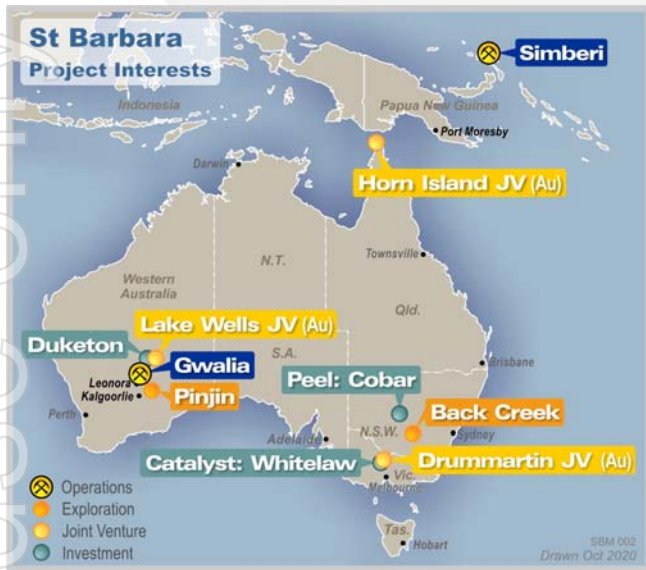 St Barbara
Project Interests
Simberi
Indonesia
Papua New Guinea
Port Moresby
Horn Island JV (Au)
Darwin
Townsville
N.T.
Western
Australia
Qld.
Lake Wells JV (Au)
Duketon
S.A.
Brisbane
Gwalia
Leonora
Kalgoorlie
Pinjin
Peel: Cobar
Back Creek
Perth
N.S.W.
Sydney
Adelaide
Catalyst: Whitelaw
Drummartin JV (Au)
Vic.
Melbourne
Operations
Exploration
Joint Venture
Investment
Tas.
Hobart
SBM 002
Drawn Oct 2020